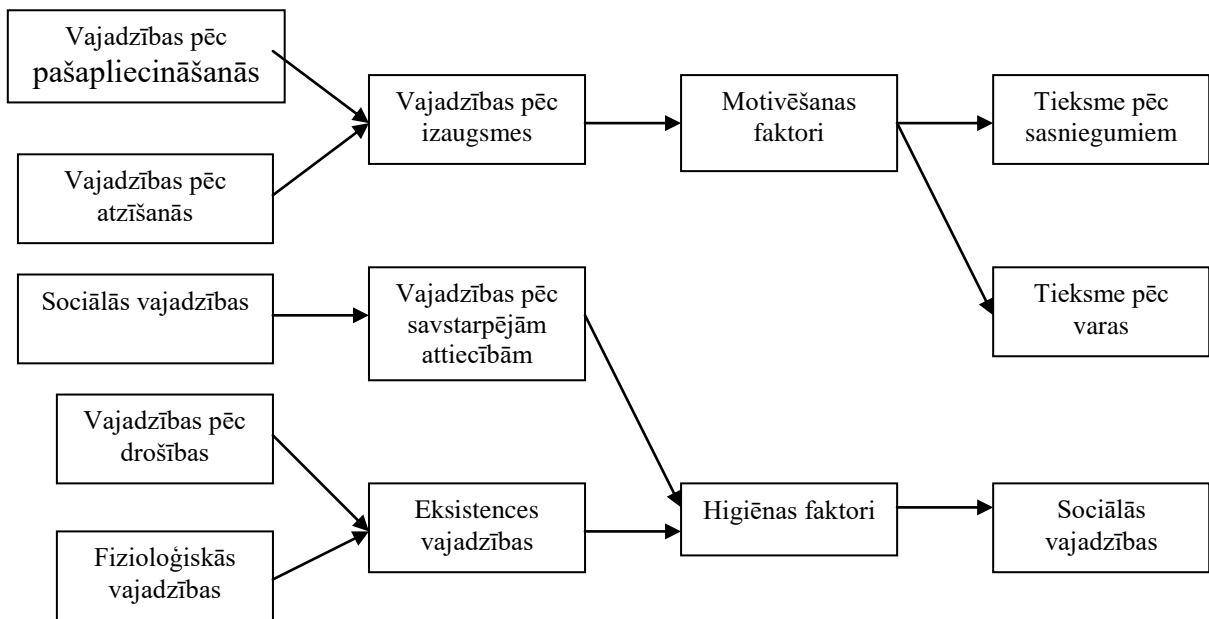 Vajadzības pēc
pašapliecināšanās
Vajadzības pēc
atzīšanās
Sociālās vajadzības
Vajadzības pēc
drošības
Fizioloģiskās
vajadzības
Vajadzības pēc
izaugsmes
Vajadzības pēc
savstarpējām
attiecībām
Eksistences
vajadzības
Motivēšanas
faktori
Higiēnas faktori
Tieksme pēc
sasniegumiem
Tieksme pēc
varas
Sociālās
vajadzības